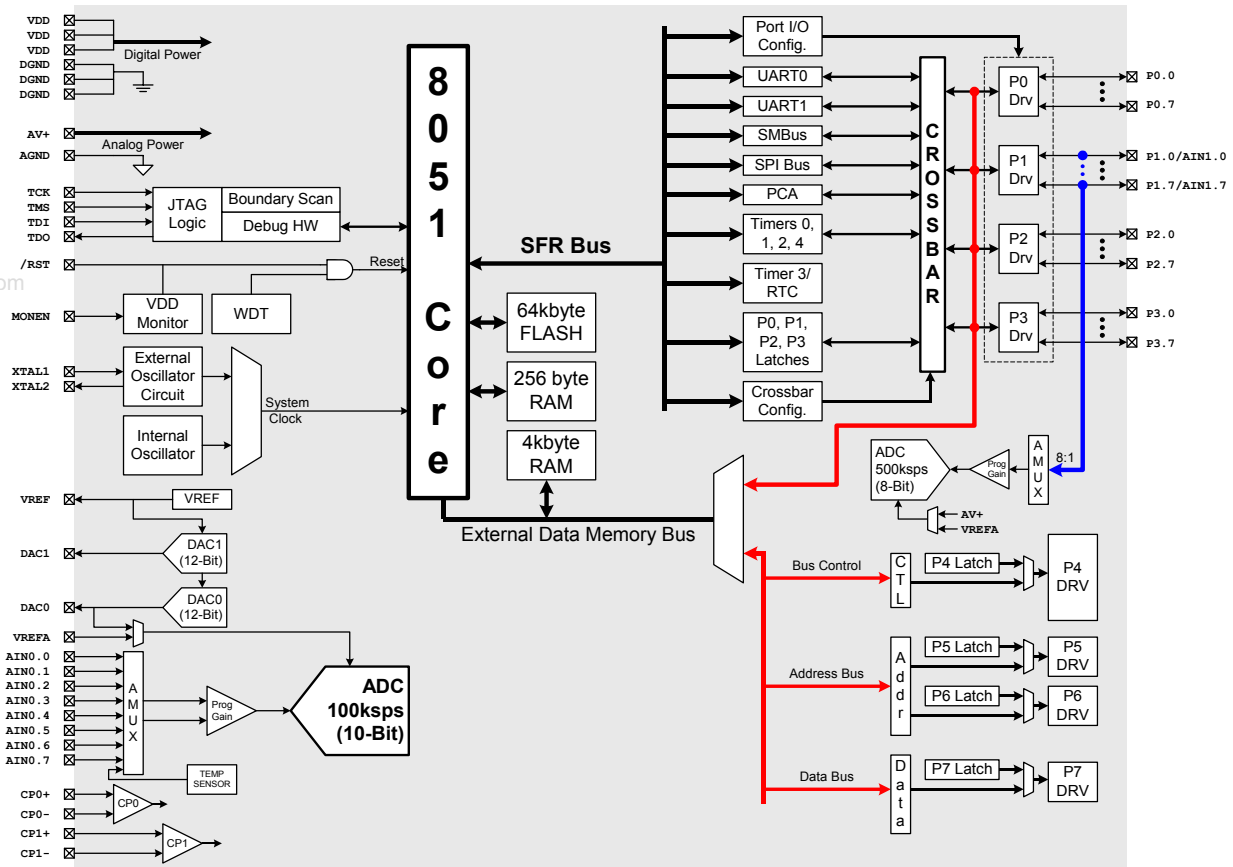 VDD
VDD
VDD
Digital Power
DGND
DGND
DGND
AV+
Analog Power
AGND
TCK
TMS
TDI
TDO
JTAG
Logic
Boundary Scan
Debug HW
/RST
Reset
om
MONEN
VDD
Monitor
WDT
XTAL1
XTAL2
External
Oscillator
Circuit
Internal
Oscillator
System
Clock
VREF
VREF
DAC1
DAC1
(12-Bit)
DAC0
DAC0
(12-Bit)
VREFA
AIN0.0
AIN0.1
AIN0.2
AIN0.3
AIN0.4
AIN0.5
AIN0.6
AIN0.7
A
M
U
X
Prog
Gain
ADC
100ksps
(10-Bit)
TEMP
SENSOR
CP0+
CP0-
CP0
CP1+
CP1-
CP1
8
0
5
1
C
o
r
e
SFR Bus
64kbyte
FLASH
256 byte
RAM
4kbyte
RAM
External Data Memory Bus
Port I/O
Config.
UART0
UART1
SMBus
SPI Bus
PCA
Timers 0,
1, 2, 4
Timer 3/
RTC
P0, P1,
P2, P3
Latches
Crossbar
Config.
C
R
O
S
S
B
A
R
P0
Drv
P1
Drv
P2
Drv
P3
Drv
P0.0
P0.7
P1.0/AIN1.0
P1.7/AIN1.7
P2.0
P2.7
P3.0
P3.7
ADC
500ksps
(8-Bit)
Prog
Gain
A
M
U
X
8:1
AV+
VREFA
Bus Control
C
T
L
P4 Latch
P4
DRV
Address Bus
A
d
d
r
P5 Latch
P5
DRV
P6 Latch
P6
DRV
Data Bus
D
a
t
a
P7 Latch
P7
DRV